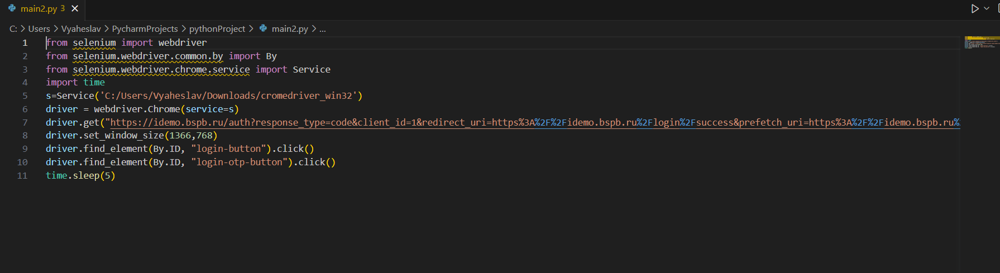 main2.py 3
C: > Users > Vyaheslav > PycharmProjects > pythonProject > main2.py > ...
1 from selenium import webdriver
2 from selenium.webdriver.common.by import By
3 from selenium.webdriver.chrome.service import Service
4 import time
5 s=Service('C:/Users/Vyaheslav/Downloads/cromedriver_win32')
6 driver = webdriver.Chrome(service=s)
7 driver.get("https://idemo.bspb.ru/auth?response_type=code&client_id=1&redirect_uri=https%3A%2F%2Fidemo.bspb.ru%2Flogin%2Fsuccess&prefetch_uri=https%3A%2F%2Fidemo.bspb.ru%
8 driver.set_window_size(1366,768)
9 driver.find_element(By.ID, "login-button").click()
10 driver.find_element(By.ID, "login-otp-button").click()
11 time.sleep(5)